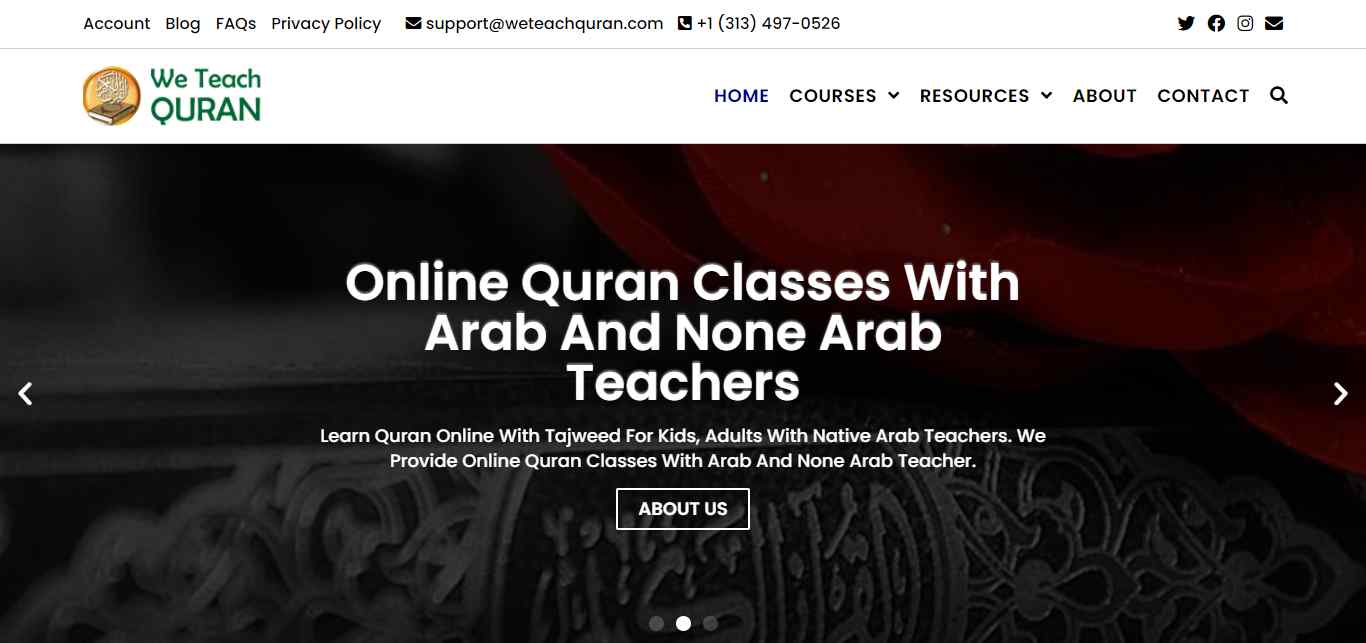 Account Blog FAQs Privacy Policy support@weteachquran.com +1 (313) 497-0526
We Teach
QURAN
HOME COURSES RESOURCES ABOUT CONTACT
Online Quran Classes With
Arab And None Arab
Teachers
Learn Quran Online With Tajweed For Kids, Adults With Native Arab Teachers. We
Provide Online Quran Classes With Arab And None Arab Teacher.
ABOUT US